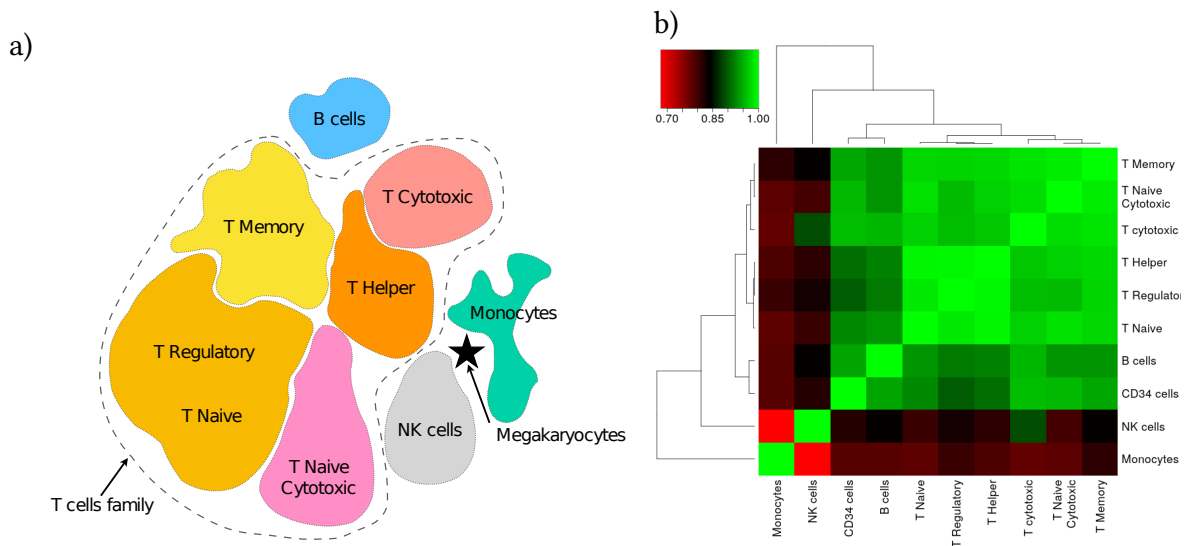 a)
B cells
T Cytotoxic
T Memory
T Helper
Monocytes
T Regulatory
T Naive
NK cells
Megakaryocytes
T Naive
Cytotoxic
T cells family
b)
0.70 0.85 1.00
T Memory
T Naive
Cytotoxic
T cytotoxic
T Helper
T Regulator
T Naive
B cells
CD34 cells
NK cells
Monocytes
Monocytes
NK cells
CD34 cells
B cells
T Naive
T Regulatory
T Helper
T cytotoxic
T Naive
Cytotoxic
T Memory